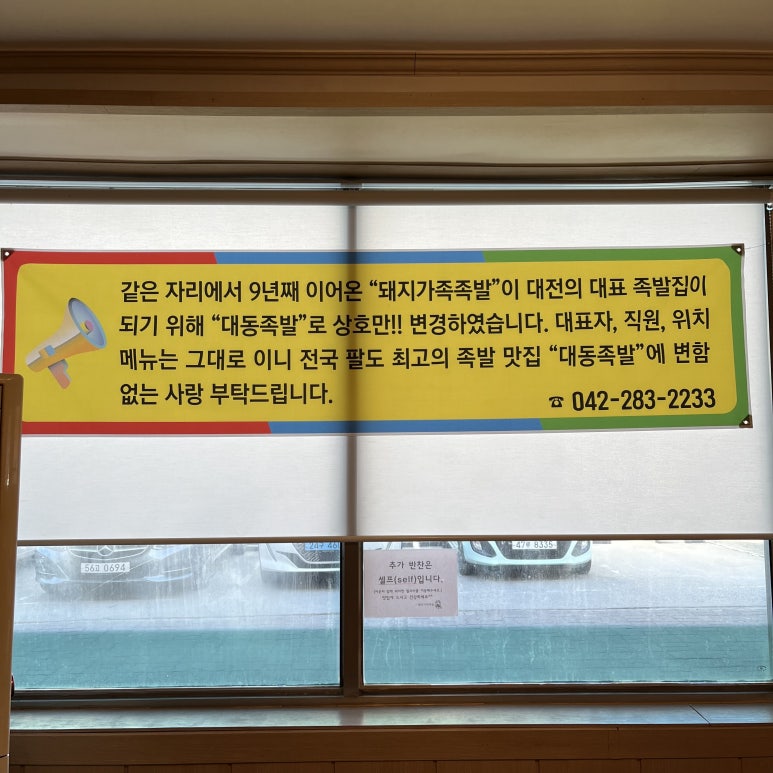 같은 자리에서 9년째 이어온 “돼지가족족발”이 대전의 대표 족발집이
되기 위해 “대동족발”로 상호만!! 변경하였습니다. 대표자, 직원, 위치
메뉴는 그대로 이니 전국 팔도 최고의 족발 맛집 “대동족발”에 변함
없는 사랑 부탁드립니다.
☎ 042-283-2233
추가 반찬은
셀프(self)입니다.